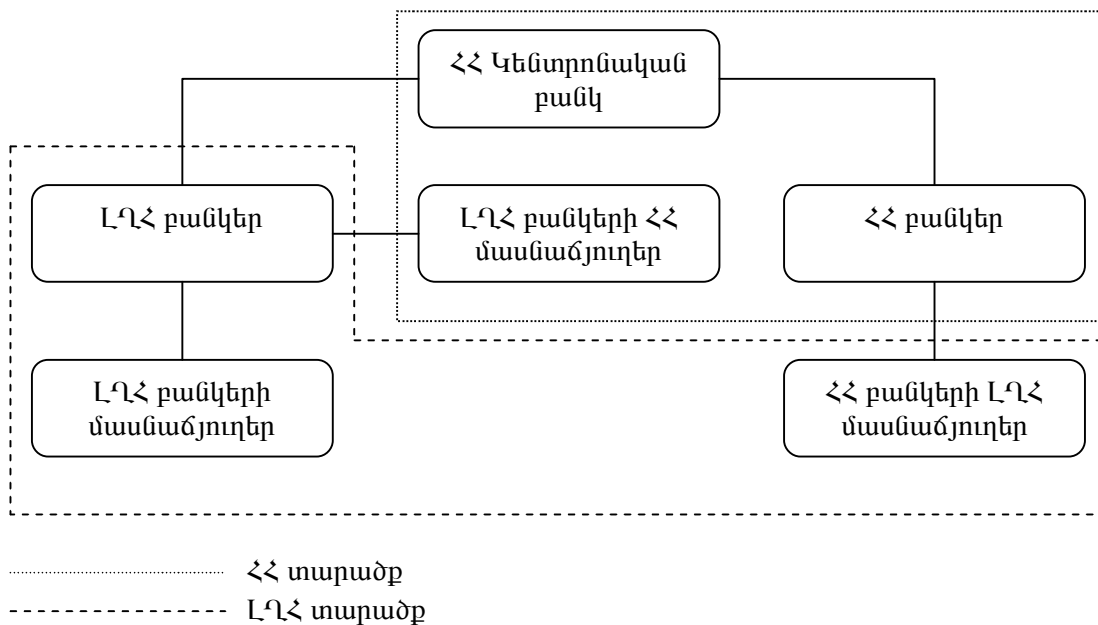 ՀՀ Կենտրոնական
բանկ
ԼՂՀ բանկեր
ԼՂՀ բանկերի ՀՀ
մասնաճյուղեր
ՀՀ բանկեր
ԼՂՀ բանկերի
մասնաճյուղեր
ՀՀ բանկերի ԼՂՀ
մասնաճյուղեր
ՀՀ տարածք
ԼՂՀ տարածք